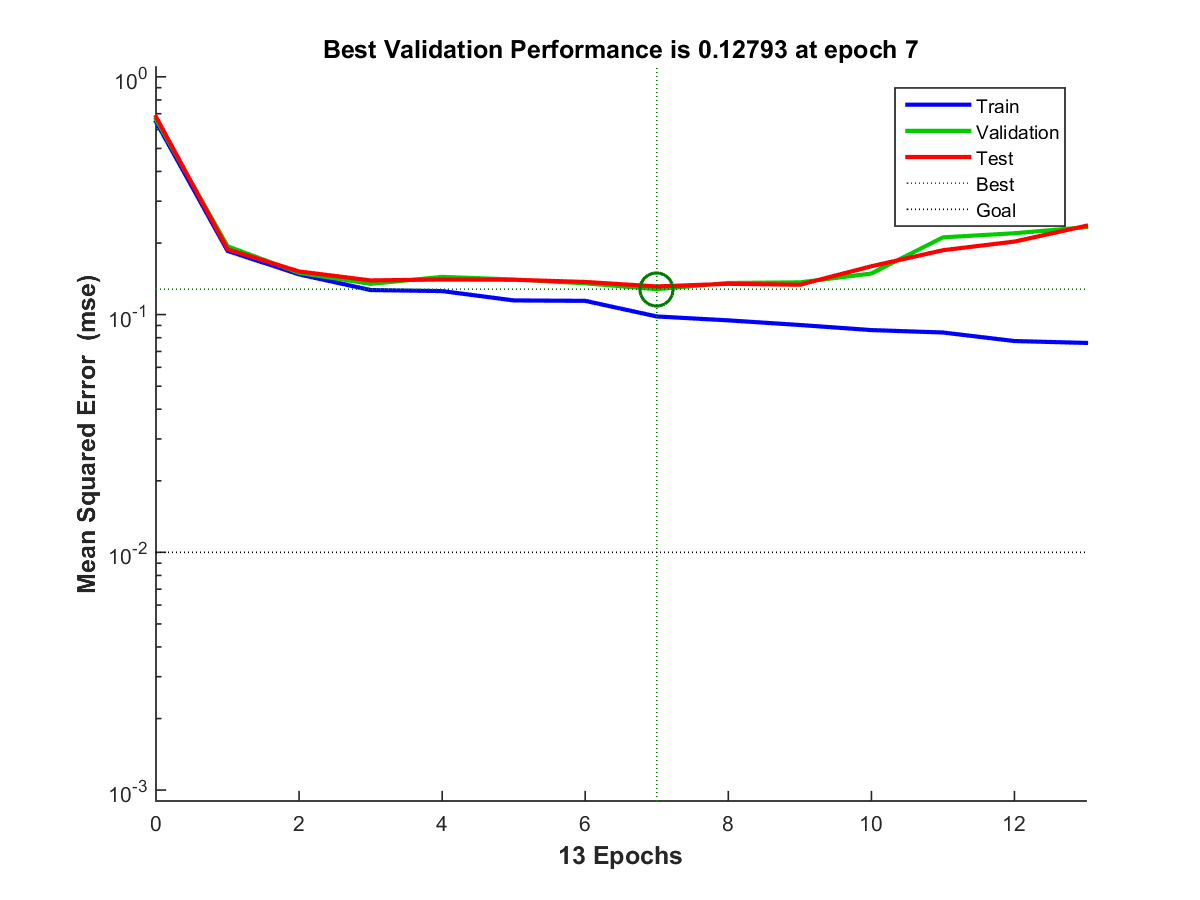 Best Validation Performance is 0.12793 at epoch 7
Train
Validation
Test
Best
Goal
Mean Squared Error  (mse)
10^0
10^-1
10^-2
10^-3
0 2 4 6 8 10 12
13 Epochs